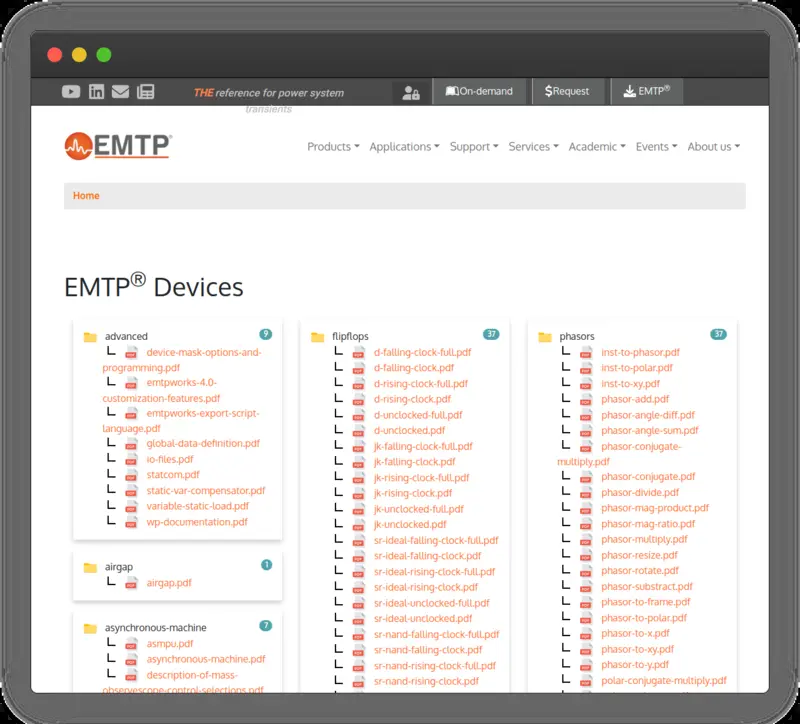 THE reference for power system
transients
On-demand
$Request
EMTP®
EMTP®
Products
Applications
Support
Services
Academic
Events
About us
Home
EMTP® Devices
advanced
9
device-mask-options-and-
programming.pdf
emtpworks-4.0-
customization-features.pdf
emtpworks-export-script-
language.pdf
global-data-definition.pdf
io-files.pdf
statcom.pdf
static-var-compensator.pdf
variable-static-load.pdf
wp-documentation.pdf
airgap
1
airgap.pdf
asynchronous-machine
7
asmpu.pdf
asynchronous-machine.pdf
description-of-mass-
observescope-control-selections.pdf
flipflops
37
d-falling-clock-full.pdf
d-falling-clock.pdf
d-rising-clock-full.pdf
d-rising-clock.pdf
d-unclocked-full.pdf
d-unclocked.pdf
jk-falling-clock-full.pdf
jk-falling-clock.pdf
jk-rising-clock-full.pdf
jk-rising-clock.pdf
jk-unclocked-full.pdf
jk-unclocked.pdf
sr-ideal-falling-clock-full.pdf
sr-ideal-falling-clock.pdf
sr-ideal-rising-clock-full.pdf
sr-ideal-rising-clock.pdf
sr-ideal-unclocked-full.pdf
sr-ideal-unclocked.pdf
sr-nand-falling-clock-full.pdf
sr-nand-falling-clock.pdf
sr-nand-rising-clock-full.pdf
sr-nand-rising-clock.pdf
phasors
37
inst-to-phasor.pdf
inst-to-polar.pdf
inst-to-xy.pdf
phasor-add.pdf
phasor-angle-diff.pdf
phasor-angle-sum.pdf
phasor-conjugate-
multiply.pdf
phasor-conjugate.pdf
phasor-divide.pdf
phasor-mag-product.pdf
phasor-mag-ratio.pdf
phasor-multiply.pdf
phasor-resize.pdf
phasor-rotate.pdf
phasor-substract.pdf
phasor-to-frame.pdf
phasor-to-polar.pdf
phasor-to-x.pdf
phasor-to-xy.pdf
phasor-to-y.pdf
polar-conjugate-multiply.pdf